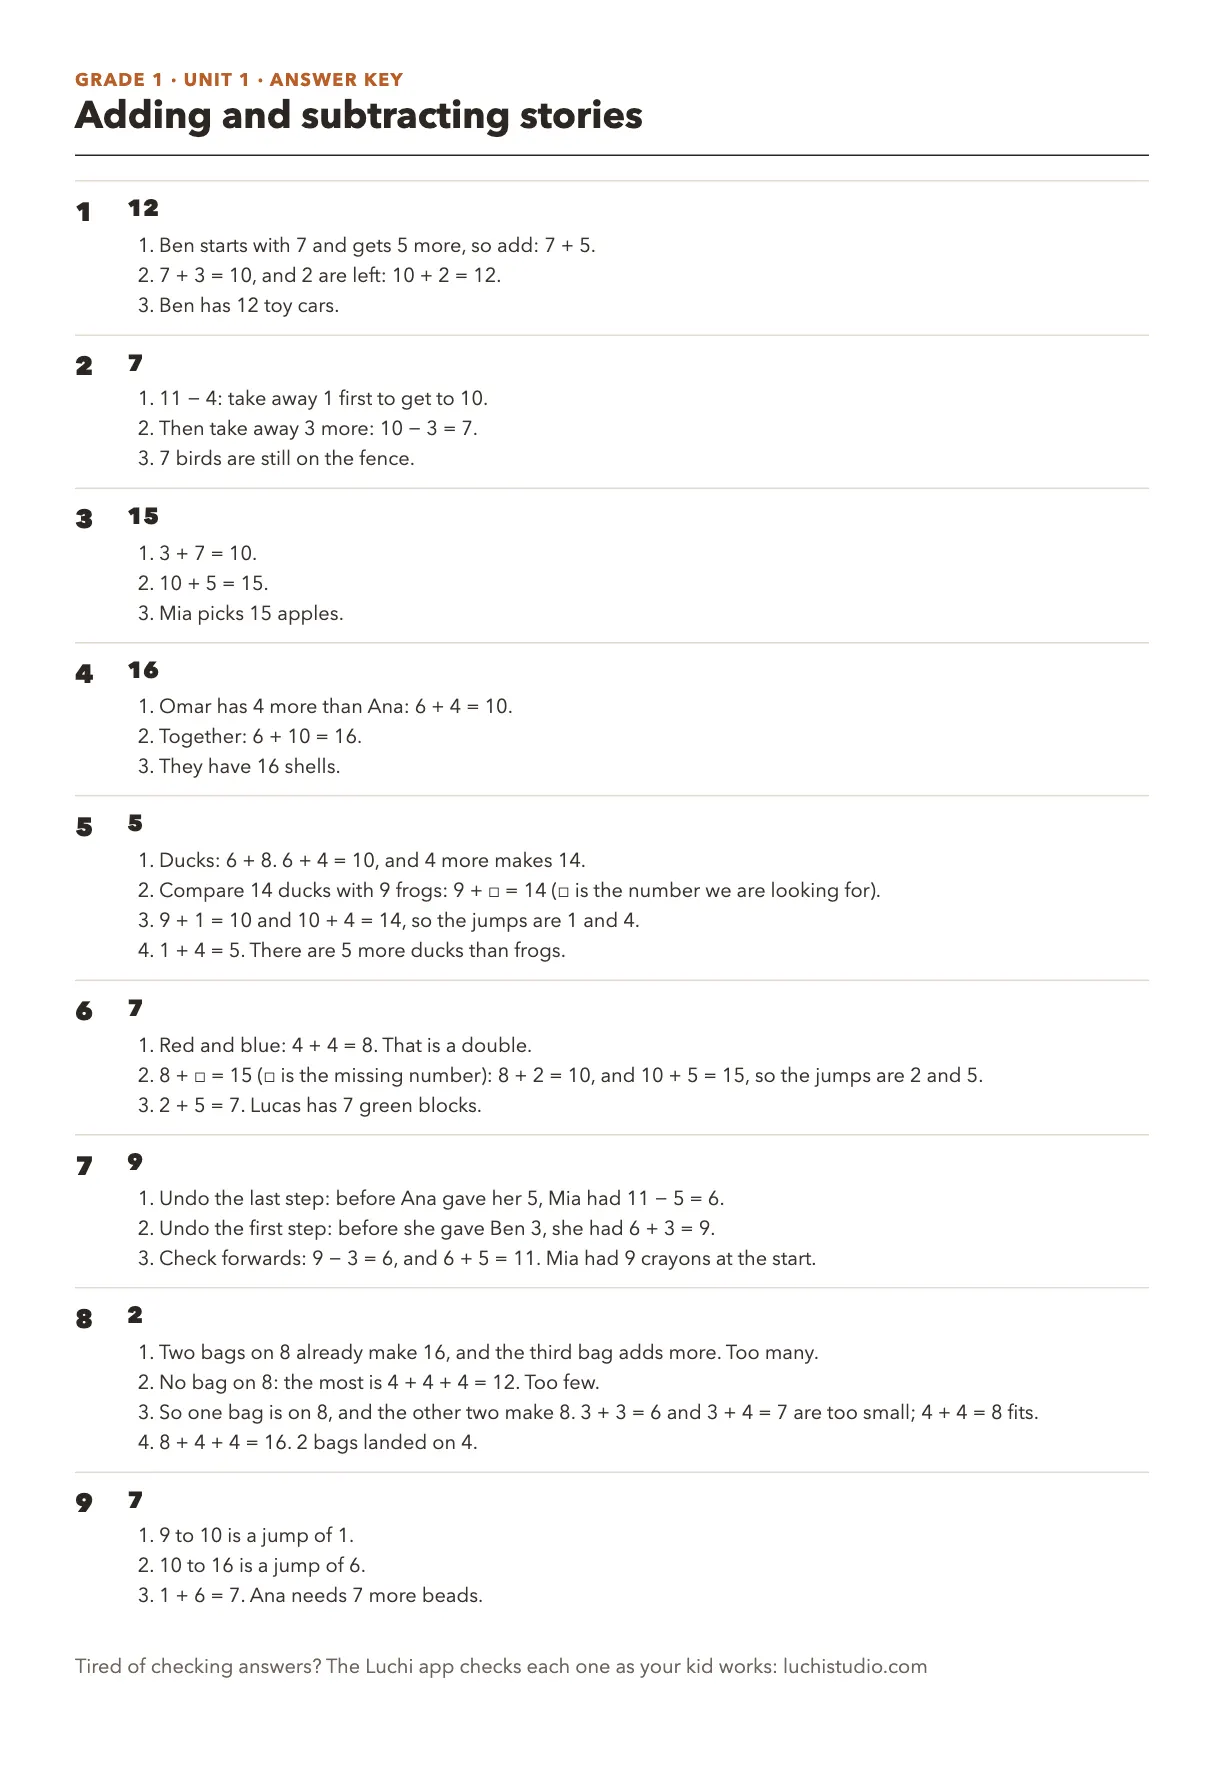 GRADE 1 · UNIT 1 · ANSWER KEY
Adding and subtracting stories
1 12
1. Ben starts with 7 and gets 5 more, so add: 7 + 5.
2. 7 + 3 = 10, and 2 are left: 10 + 2 = 12.
3. Ben has 12 toy cars.
2 7
1. 11 − 4: take away 1 first to get to 10.
2. Then take away 3 more: 10 − 3 = 7.
3. 7 birds are still on the fence.
3 15
1. 3 + 7 = 10.
2. 10 + 5 = 15.
3. Mia picks 15 apples.
4 16
1. Omar has 4 more than Ana: 6 + 4 = 10.
2. Together: 6 + 10 = 16.
3. They have 16 shells.
5 5
1. Ducks: 6 + 8. 6 + 4 = 10, and 4 more makes 14.
2. Compare 14 ducks with 9 frogs: 9 + □ = 14 (□ is the number we are looking for).
3. 9 + 1 = 10 and 10 + 4 = 14, so the jumps are 1 and 4.
4. 1 + 4 = 5. There are 5 more ducks than frogs.
6 7
1. Red and blue: 4 + 4 = 8. That is a double.
2. 8 + □ = 15 (□ is the missing number): 8 + 2 = 10, and 10 + 5 = 15, so the jumps are 2 and 5.
3. 2 + 5 = 7. Lucas has 7 green blocks.
7 9
1. Undo the last step: before Ana gave her 5, Mia had 11 − 5 = 6.
2. Undo the first step: before she gave Ben 3, she had 6 + 3 = 9.
3. Check forwards: 9 − 3 = 6, and 6 + 5 = 11. Mia had 9 crayons at the start.
8 2
1. Two bags on 8 already make 16, and the third bag adds more. Too many.
2. No bag on 8: the most is 4 + 4 + 4 = 12. Too few.
3. So one bag is on 8, and the other two make 8. 3 + 3 = 6 and 3 + 4 = 7 are too small; 4 + 4 = 8 fits.
4. 8 + 4 + 4 = 16. 2 bags landed on 4.
9 7
1. 9 to 10 is a jump of 1.
2. 10 to 16 is a jump of 6.
3. 1 + 6 = 7. Ana needs 7 more beads.
Tired of checking answers? The Luchi app checks each one as your kid works: luchistudio.com